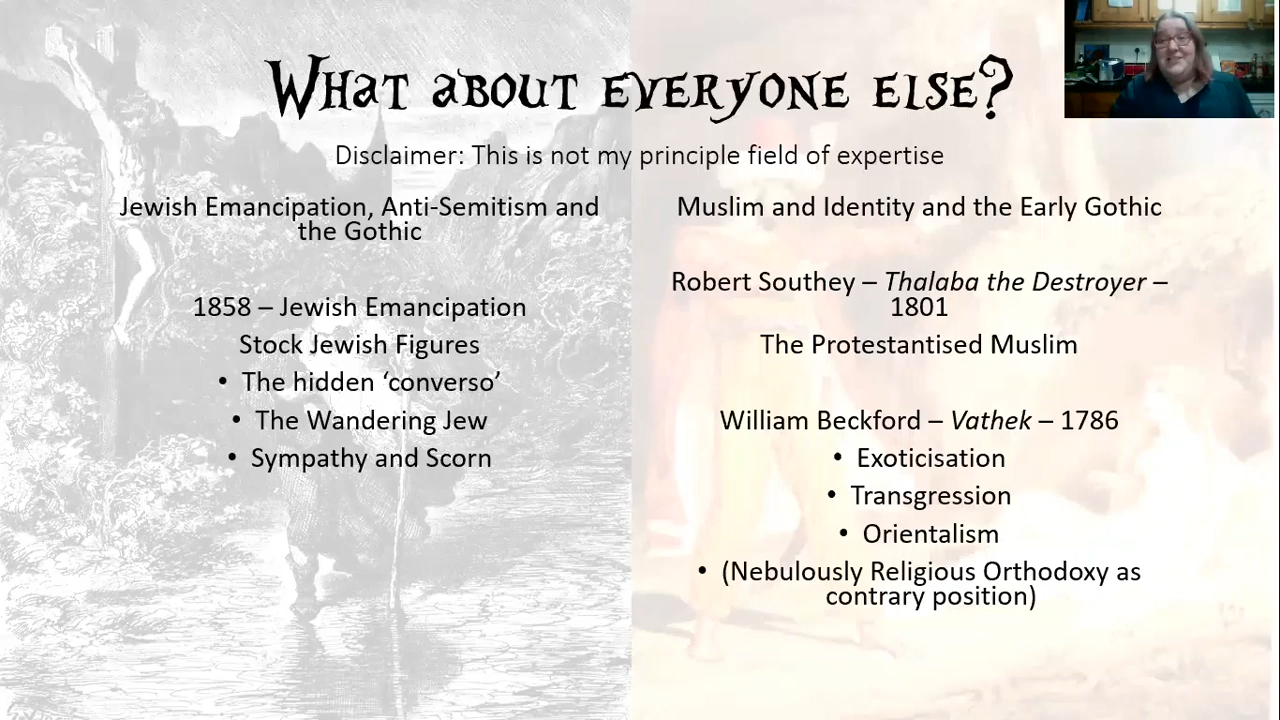 What about everyone else?
Disclaimer: This is not my principle field of expertise
Jewish Emancipation, Anti-Semitism and
the Gothic
1858 – Jewish Emancipation
Stock Jewish Figures
• The hidden ‘converso’
• The Wandering Jew
• Sympathy and Scorn
Muslim and Identity and the Early Gothic
Robert Southey – Thalaba the Destroyer –
1801
The Protestantised Muslim
William Beckford – Vathek – 1786
• Exoticisation
• Transgression
• Orientalism
• (Nebulously Religious Orthodoxy as
contrary position)